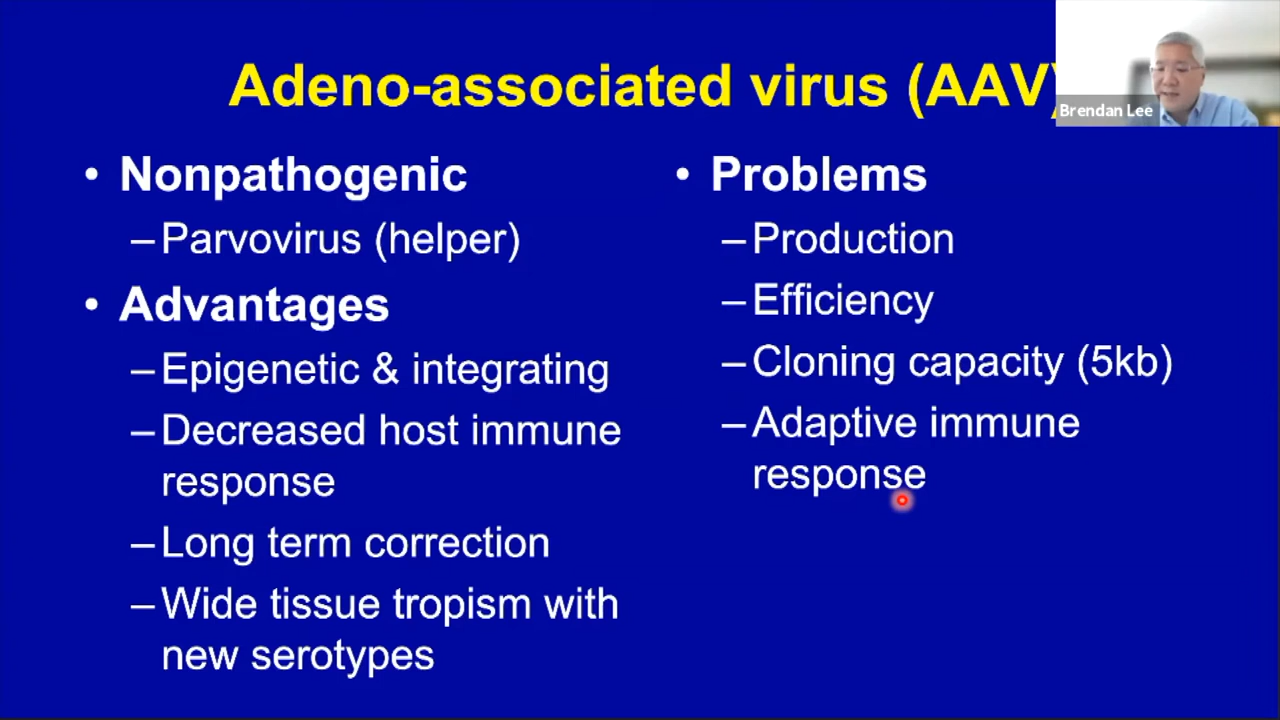 Adeno-associated virus (AAV)
Brendan Lee
• Nonpathogenic
–Parvovirus (helper)
• Advantages
–Epigenetic & integrating
–Decreased host immune
response
–Long term correction
–Wide tissue tropism with
new serotypes
• Problems
–Production
–Efficiency
–Cloning capacity (5kb)
–Adaptive immune
response